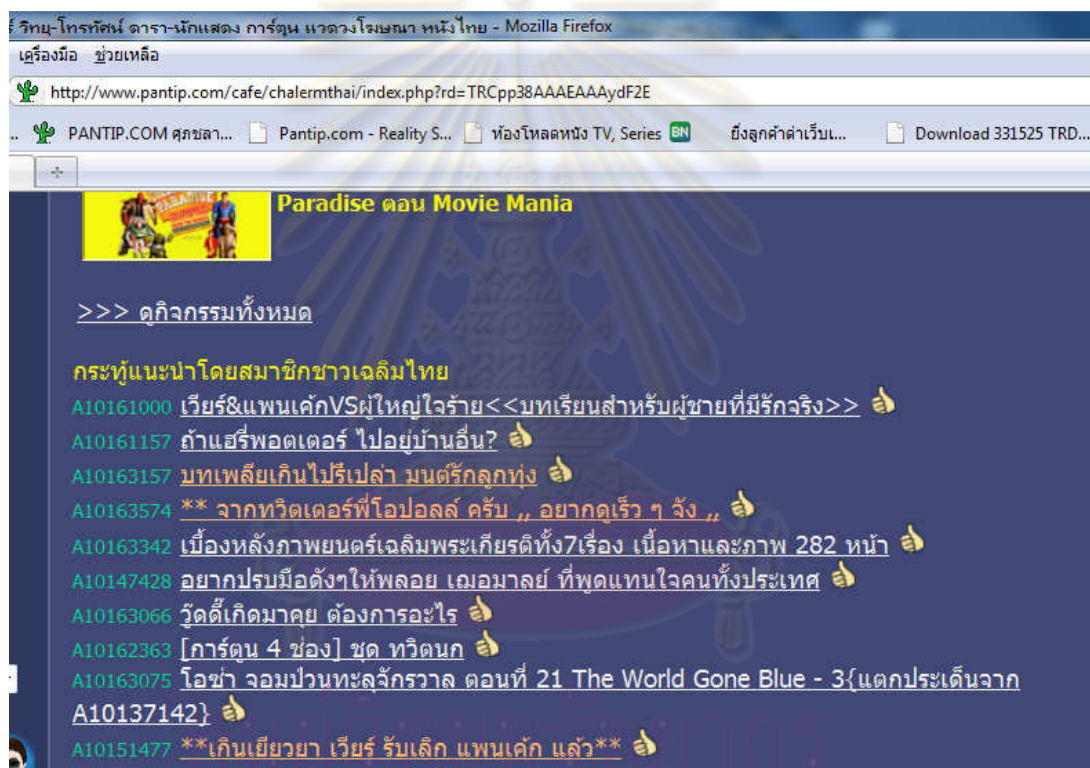 ร์ วิทยุ-โทรทัศน์ ดารา-นักแสดง การ์ตูน แวดวงโฆษณา หนังไทย - Mozilla Firefox
เครื่องมือ ช่วยเหลือ
http://www.pantip.com/cafe/chalermthai/index.php?rd=TRCpp38AAAEAAAydF2E
.. PANTIP.COM ศุภชลา... Pantip.com - Reality S... ห้องโหลดหนัง TV, Series BN ยิ่งลูกค้าด่าเว็บเ... Download 331525 TRD...
PARADISE Paradise ตอน Movie Mania
>>> ดูกิจกรรมทั้งหมด
กระทู้แนะนำโดยสมาชิกชาวเฉลิมไทย
A10161000 เวียร์&แพนเค้กVSผู้ใหญ่ใจร้าย<<บทเรียนสำหรับผู้ชายที่มีรักจริง>>
A10161157 ถ้าแฮรี่พอตเตอร์ ไปอยู่บ้านอื่น?
A10163157 บทเพลียเกินไปรึเปล่า มนต์รักลูกทุ่ง
A10163574 ** จากทวิตเตอร์พี่โอปอลล์ ครับ ,, อยากดูเร็ว ๆ จัง ,,
A10163342 เบื้องหลังภาพยนตร์เฉลิมพระเกียรติทั้ง7เรื่อง เนื้อหาและภาพ 282 หน้า
A10147428 อยากปรบมือดังๆให้พลอย เฌอมาลย์ ที่พูดแทนใจคนทั้งประเทศ
A10163066 วู้ดดี้เกิดมาคุย ต้องการอะไร
A10162363 [การ์ตูน 4 ช่อง] ชุด ทวิตนก
A10163075 โอซ่า จอมป่วนทะลุจักรวาล ตอนที่ 21 The World Gone Blue - 3{แตกประเด็นจาก
A10137142}
A10151477 **เกินเยียวยา เวียร์ รับเลิก แพนเค้ก แล้ว**